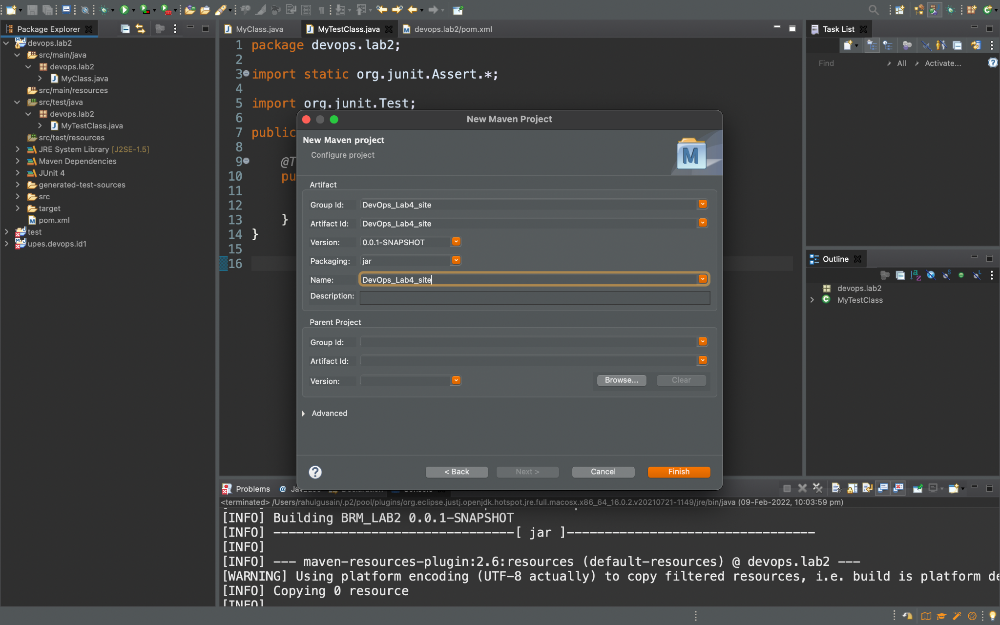 Package Explorer
devops.lab2
src/main/java
devops.lab2
MyClass.java
src/main/resources
src/test/java
devops.lab2
MyTestClass.java
src/test/resources
JRE System Library [J2SE-1.5]
Maven Dependencies
JUnit 4
generated-test-sources
src
target
pom.xml
test
upes.devops.id1
MyClass.java
MyTestClass.java
devops.lab2/pom.xml
1 package devops.lab2;
2
3 import static org.junit.Assert.*;
4
5 import org.junit.Test;
6
7 public
8
9 @T
10 pu
11
12
13 }
14 }
15
16
New Maven Project
New Maven project
Configure project
M
Artifact
Group Id: DevOps_Lab4_site
Artifact Id: DevOps_Lab4_site
Version: 0.0.1-SNAPSHOT
Packaging: jar
Name: DevOps_Lab4_site
Description:
Parent Project
Group Id:
Artifact Id:
Version:
Browse...
Clear
Advanced
?
< Back
Next >
Cancel
Finish
Task List
Find
All
Activate...
Outline
devops.lab2
MyTestClass
Problems
<terminated> /Users/rahulgusain/.p2/pool/plugins/org.eclipse.justj.openjdk.hotspot.jre.full.macosx.x86_64_16.0.2.v20210721-1149/jre/bin/java (09-Feb-2022, 10:03:59 pm)
[INFO] Building BRM_LAB2 0.0.1-SNAPSHOT
[INFO] --------------------------------[ jar ]---------------------------------
[INFO]
[INFO] --- maven-resources-plugin:2.6:resources (default-resources) @ devops.lab2 ---
[WARNING] Using platform encoding (UTF-8 actually) to copy filtered resources, i.e. build is platform de
[INFO] Copying 0 resource
[INFO]